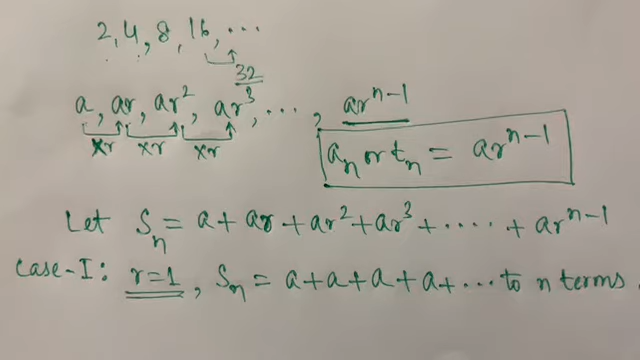 2, 4, 8, 16, ...
32
a, ar, ar², ar³, ..., arⁿ⁻¹
×r ×r ×r
aₙ or tₙ = arⁿ⁻¹
Let Sₙ = a + ar + ar² + ar³ + ..... + arⁿ⁻¹
Case-I: r=1, Sₙ = a+a+a+a+... to n terms.